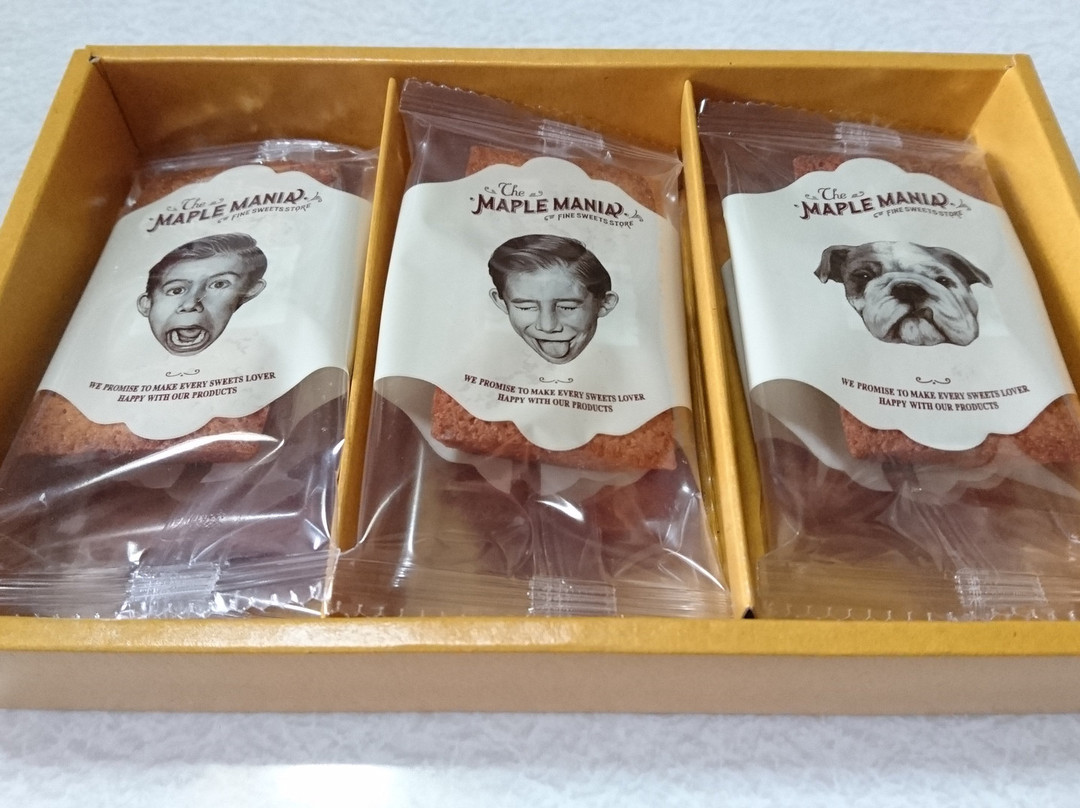 The
MAPLE MANIA
FINE SWEETS STORE
WE PROMISE TO MAKE EVERY SWEETS LOVER
HAPPY WITH OUR PRODUCTS
The
MAPLE MANIA
FINE SWEETS STORE
WE PROMISE TO MAKE EVERY SWEETS LOVER
HAPPY WITH OUR PRODUCTS
The
MAPLE MANIA
FINE SWEETS STORE
WE PROMISE TO MAKE EVERY SWEETS LOVER
HAPPY WITH OUR PRODUCTS